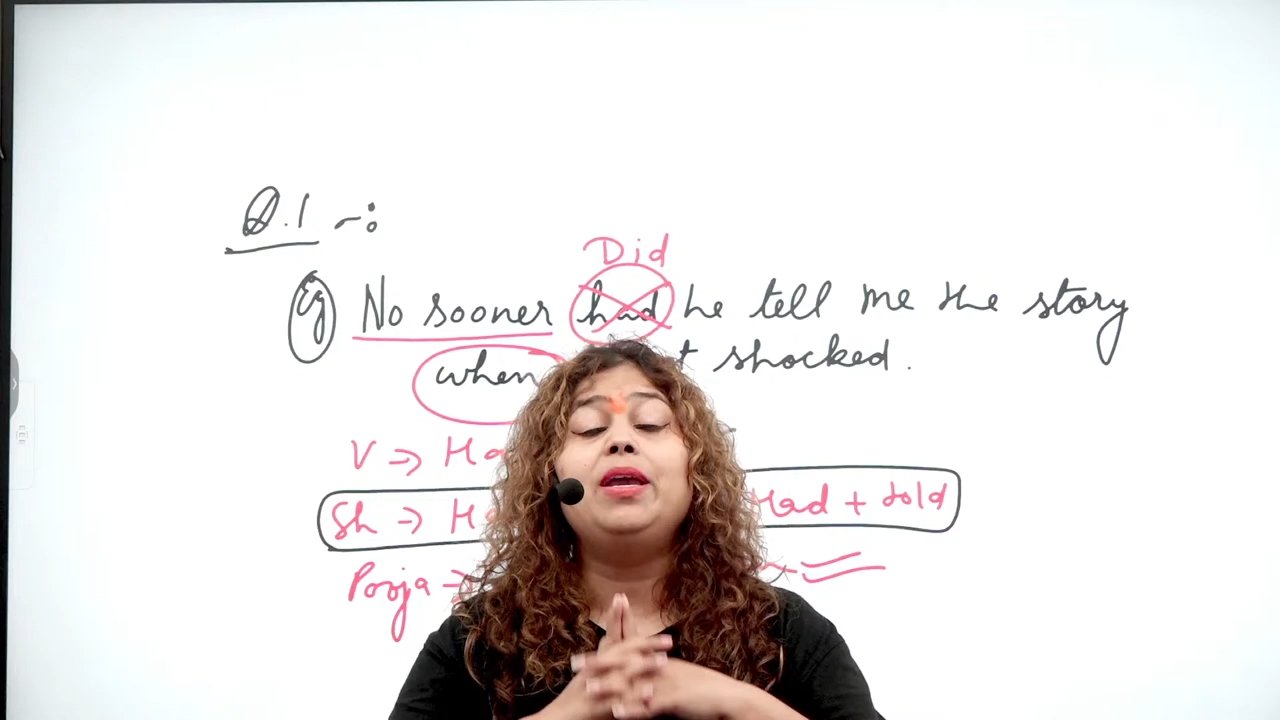 Q.1 -:
Did
Eg No sooner had he tell me the story
when shocked.
V → Ha
Sh → H Had + told
Pooja →